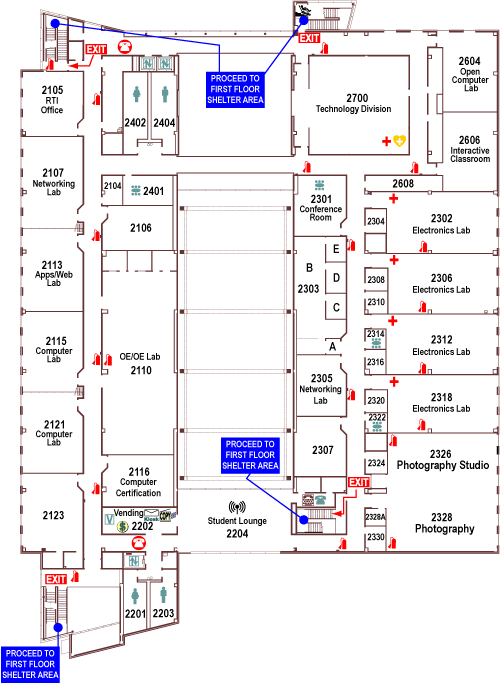 EXIT
EXIT
PROCEED TO
FIRST FLOOR
SHELTER AREA
2105
RTI
Office
2402
2404
2700
Technology Division
2604
Open
Computer
Lab
2606
Interactive
Classroom
2107
Networking
Lab
2104
2401
2106
2301
Conference
Room
2608
2304
2302
Electronics Lab
2113
Apps/Web
Lab
B
2303
E
D
C
A
2308
2310
2306
Electronics Lab
2115
Computer
Lab
OE/OE Lab
2110
2314
2316
2312
Electronics Lab
2305
Networking
Lab
2320
2322
2318
Electronics Lab
2121
Computer
Lab
PROCEED TO
FIRST FLOOR
SHELTER AREA
2307
2324
2326
Photography Studio
2116
Computer
Certification
EXIT
2123
Vending
Kiosk
COPY
V
$
2202
Student Lounge
2204
2328A
2330
2328
Photography
EXIT
2201
2203
PROCEED TO
FIRST FLOOR
SHELTER AREA